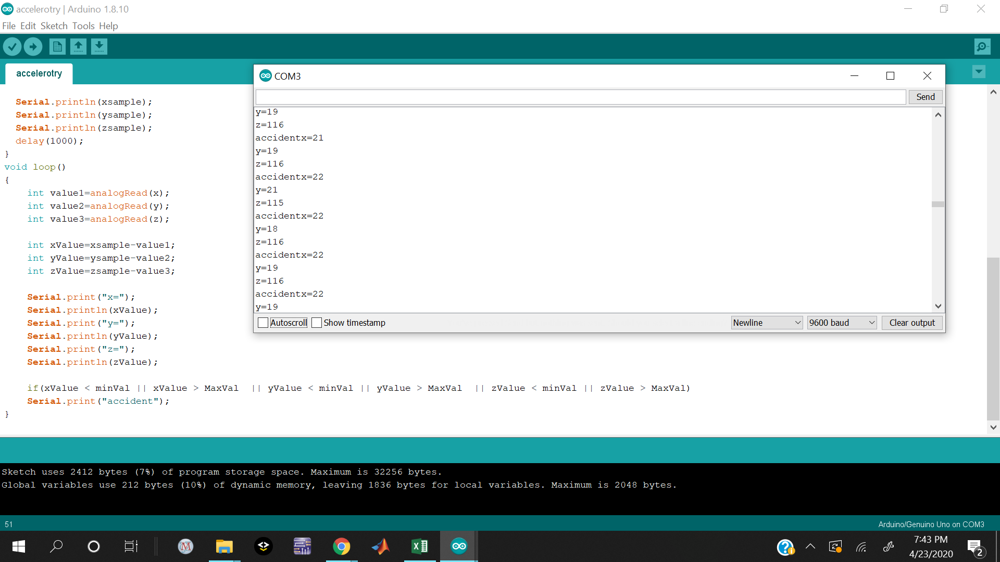 accelerotry | Arduino 1.8.10
File Edit Sketch Tools Help
accelerotry
Serial.println(xsample);
Serial.println(ysample);
Serial.println(zsample);
delay(1000);
}
void loop()
{
int value1=analogRead(x);
int value2=analogRead(y);
int value3=analogRead(z);
int xValue=xsample-value1;
int yValue=ysample-value2;
int zValue=zsample-value3;
Serial.print("x=");
Serial.println(xValue);
Serial.print("y=");
Serial.println(yValue);
Serial.print("z=");
Serial.println(zValue);
if(xValue < minVal || xValue > MaxVal  || yValue < minVal || yValue > MaxVal  || zValue < minVal || zValue > MaxVal)
Serial.print("accident");
}
COM3
Send
y=19
z=116
accidentx=21
y=19
z=116
accidentx=22
y=21
z=115
accidentx=22
y=18
z=116
accidentx=22
y=19
z=116
accidentx=22
y=19
Autoscroll Show timestamp Newline 9600 baud Clear output
Sketch uses 2412 bytes (7%) of program storage space. Maximum is 32256 bytes.
Global variables use 212 bytes (10%) of dynamic memory, leaving 1836 bytes for local variables. Maximum is 2048 bytes.
51 Arduino/Genuino Uno on COM3
7:43 PM
4/23/2020
2